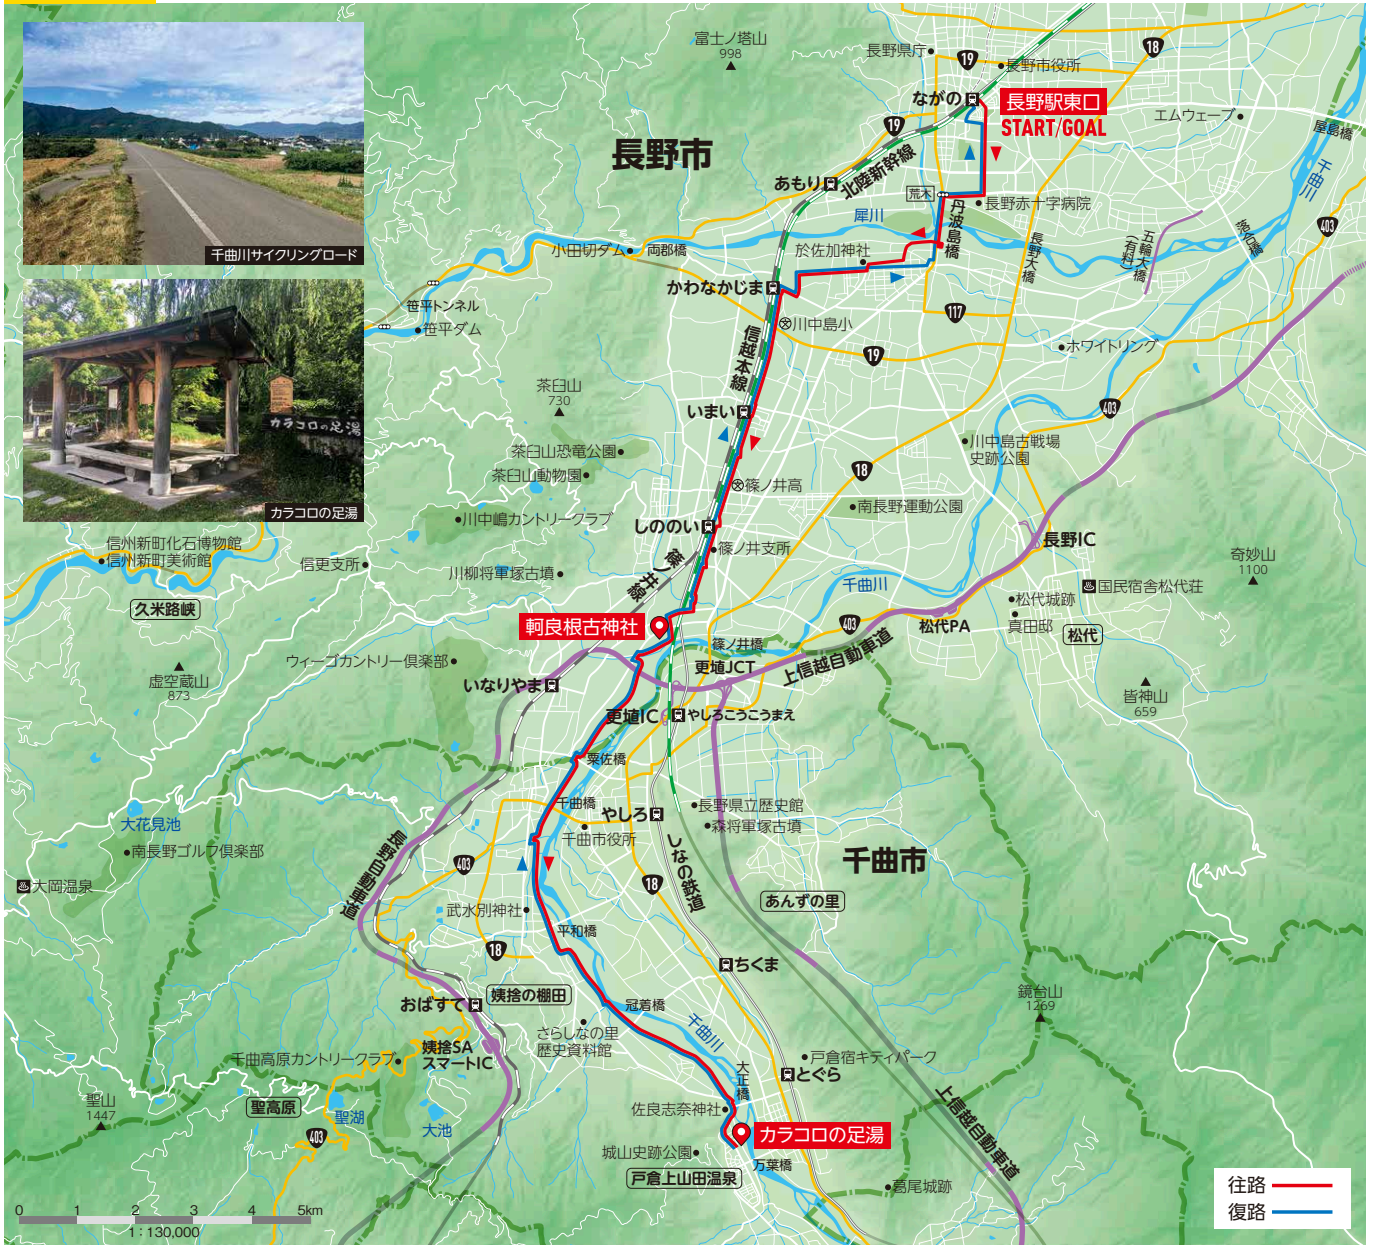 富士ノ塔山
998
長野県庁
19
長野市役所
18
ながの
長野駅東口
START/GOAL
エムウェーブ
屋島橋
千曲川
403
19
長野市
北陸新幹線
あもり
荒木
長野赤十字病院
丹波島橋
犀川
長野大橋
五輪大橋
(有料)
落合橋
小田切ダム
両郡橋
於佐加神社
千曲川サイクリングロード
かわなかじま
笹平トンネル
笹平ダム
川中島小
117
信越本線
19
ホワイトリング
茶臼山
730
いまい
403
カラコロの足湯
カラコロの足湯
茶臼山恐竜公園
茶臼山動物園
川中島古戦場
史跡公園
18
篠ノ井高
南長野運動公園
川中嶋カントリークラブ
しののい
長野IC
信州新町化石博物館
信州新町美術館
信更支所
篠ノ井支所
奇妙山
1100
川柳将軍塚古墳
篠ノ井線
千曲川
国民宿舎松代荘
久米路峡
松代城跡
真田邸
松代
軻良根古神社
403
松代PA
篠ノ井橋
上信越自動車道
ウィーゴカントリー倶楽部
更埴JCT
虚空蔵山
873
いなりやま
皆神山
659
更埴IC
やしろこうこうまえ
粟佐橋
千曲橋
やしろ
長野県立歴史館
森将軍塚古墳
大花見池
千曲市役所
しなの鉄道
南長野ゴルフ倶楽部
長野自動車道
403
千曲市
大岡温泉
18
あんずの里
武水別神社
平和橋
18
ちくま
姨捨の棚田
おばすて
冠着橋
鏡台山
1269
千曲川
さらしなの里
歴史資料館
姨捨SA
スマートIC
千曲高原カントリークラブ
戸倉宿キティパーク
大正橋
とぐら
聖山
1447
聖高原
聖湖
403
大池
佐良志奈神社
カラコロの足湯
上信越自動車道
城山史跡公園
万葉橋
戸倉上山田温泉
葛尾城跡
往路
復路
0 1 2 3 4 5km
1：130,000